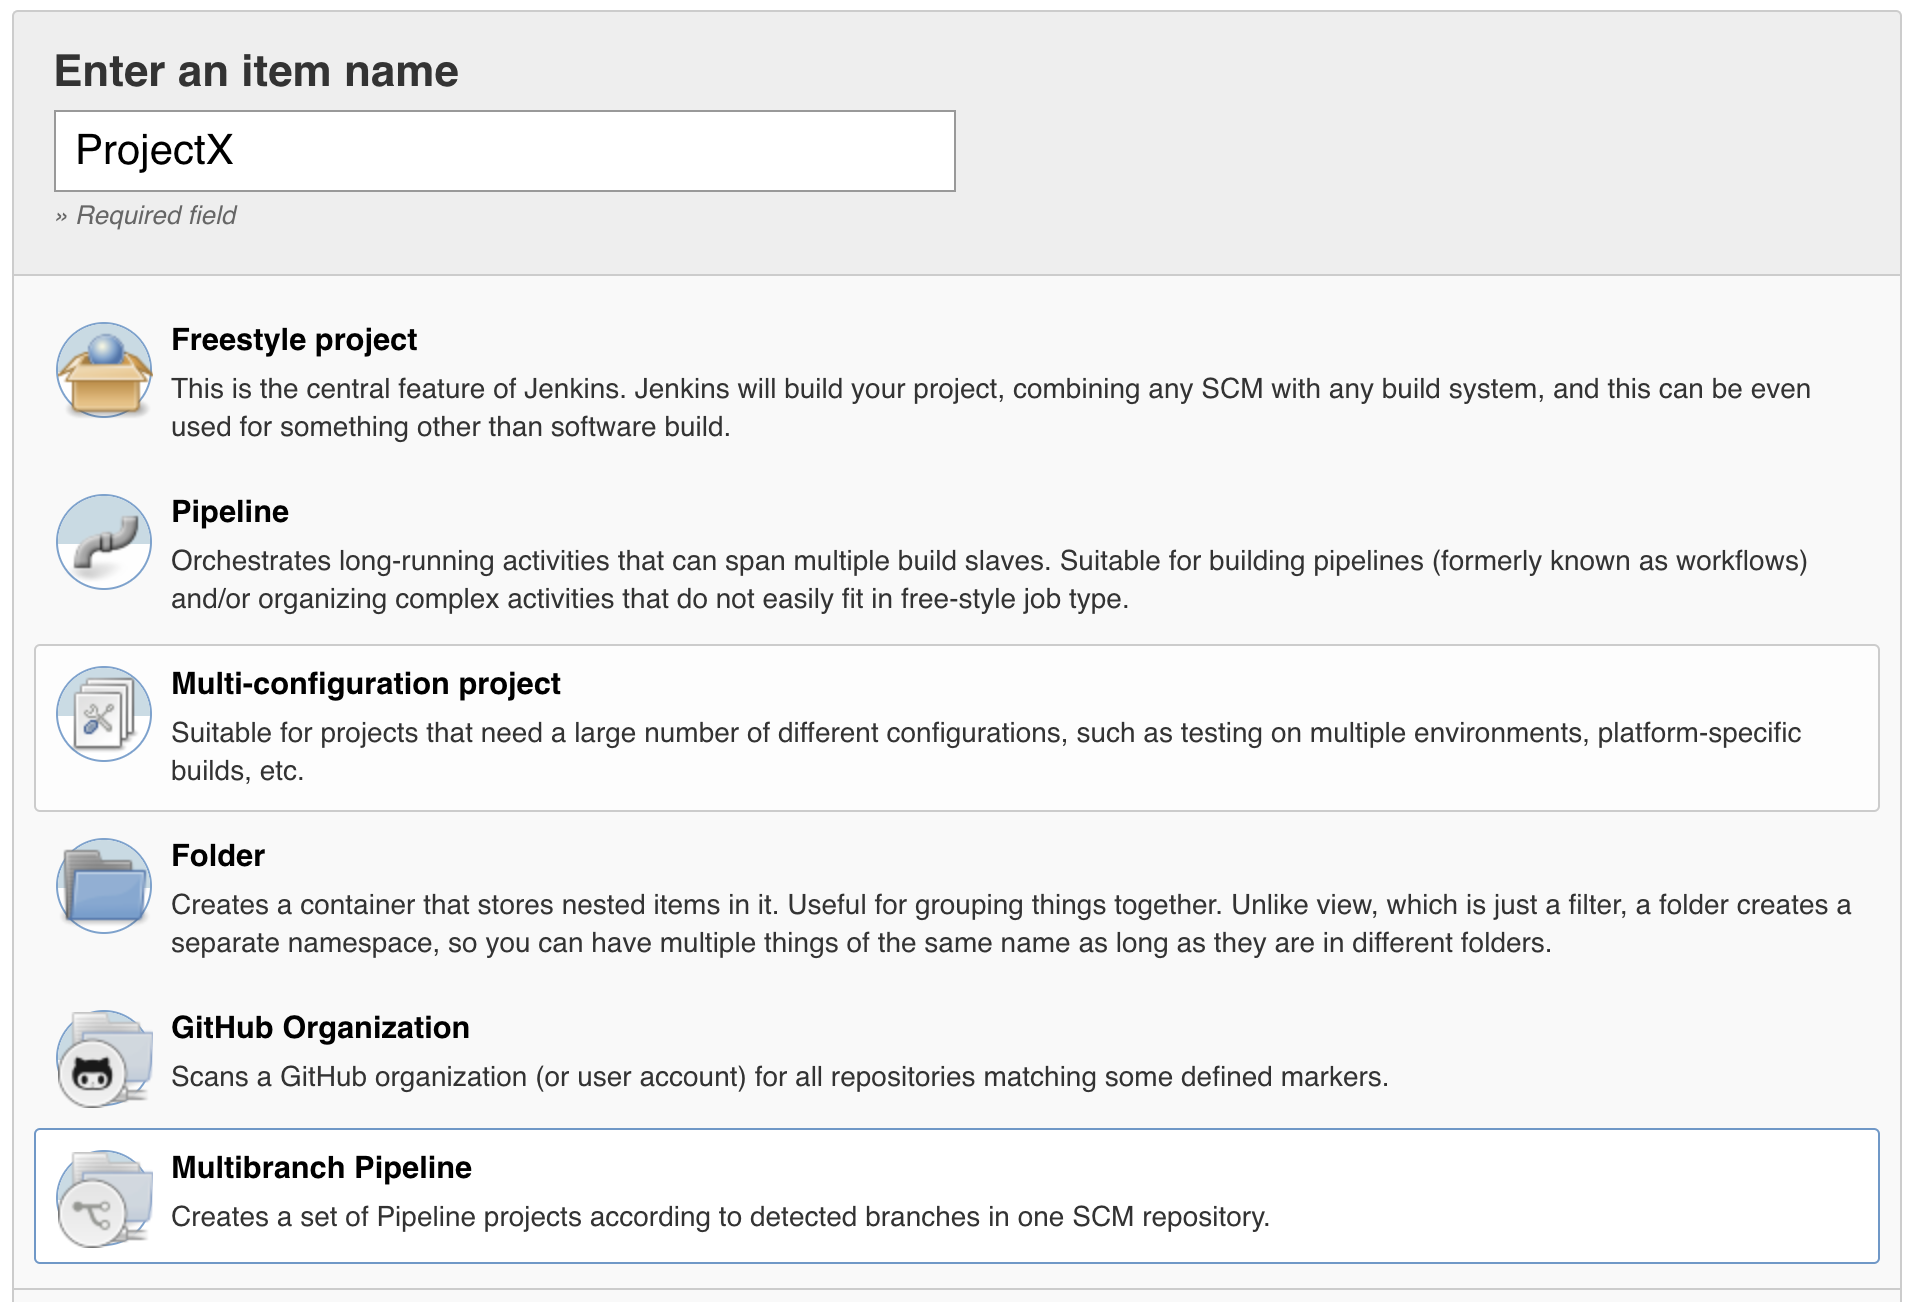 Enter an item name
ProjectX
» Required field
Freestyle project
This is the central feature of Jenkins. Jenkins will build your project, combining any SCM with any build system, and this can be even
used for something other than software build.
Pipeline
Orchestrates long-running activities that can span multiple build slaves. Suitable for building pipelines (formerly known as workflows)
and/or organizing complex activities that do not easily fit in free-style job type.
Multi-configuration project
Suitable for projects that need a large number of different configurations, such as testing on multiple environments, platform-specific
builds, etc.
Folder
Creates a container that stores nested items in it. Useful for grouping things together. Unlike view, which is just a filter, a folder creates a
separate namespace, so you can have multiple things of the same name as long as they are in different folders.
GitHub Organization
Scans a GitHub organization (or user account) for all repositories matching some defined markers.
Multibranch Pipeline
Creates a set of Pipeline projects according to detected branches in one SCM repository.